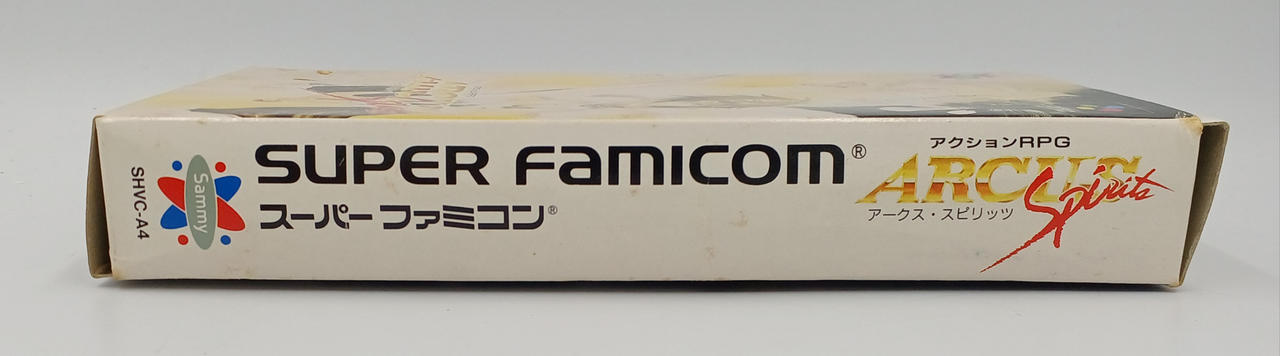 SHVC-A4
Sammy
SUPER FAMICOM®
スーパーファミコン®
アクションRPG
ARCUS
Spirits
アークス・スピリッツ